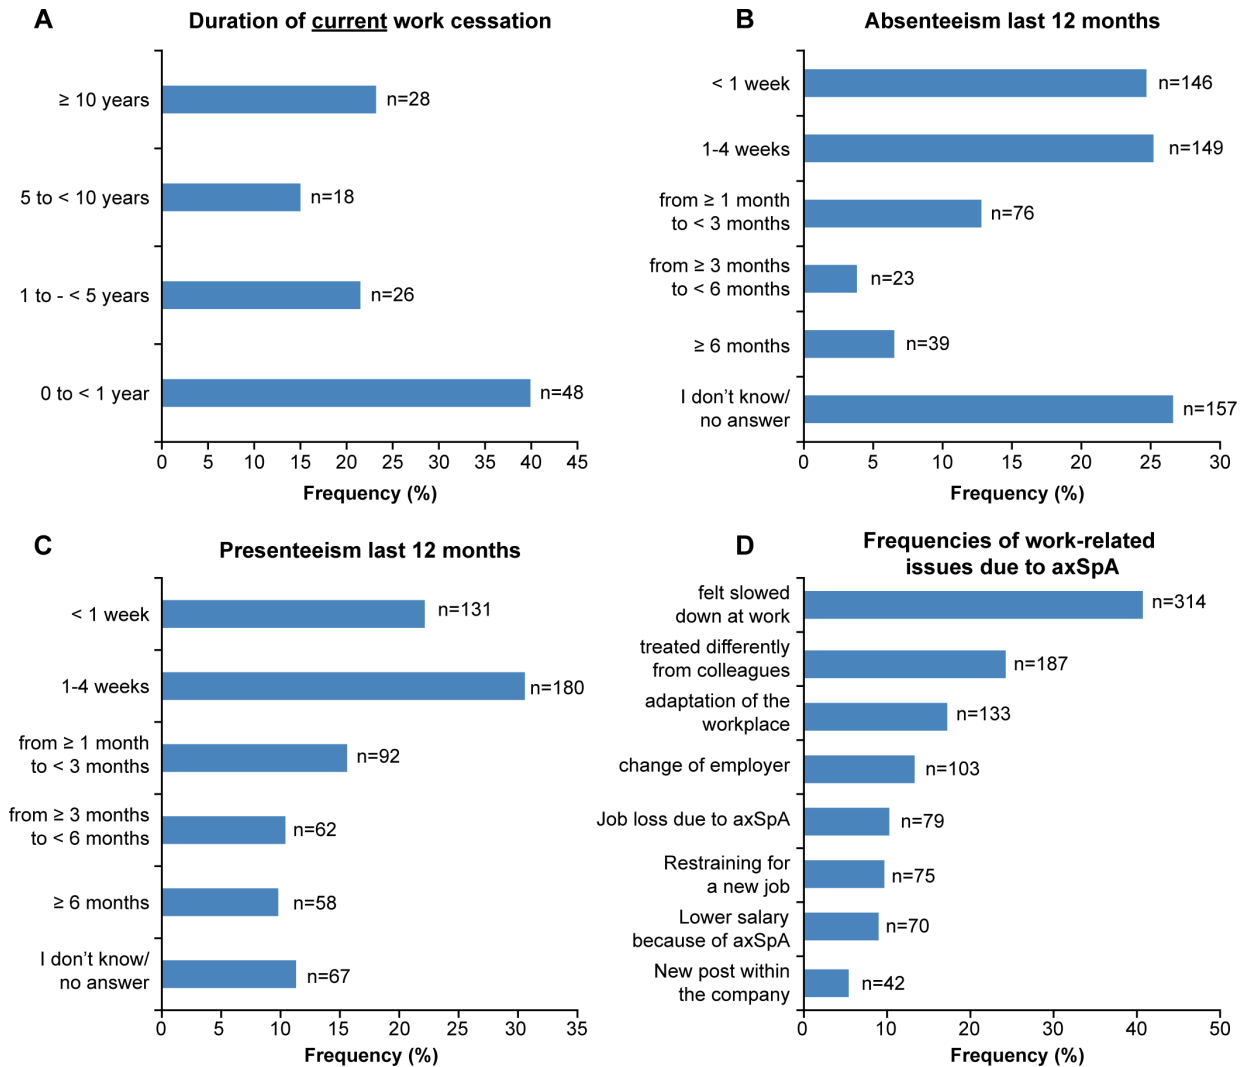 A
Duration of current work cessation
≥ 10 years
n=28
5 to < 10 years
n=18
1 to - < 5 years
n=26
0 to < 1 year
n=48
0 5 10 15 20 25 30 35 40 45
Frequency (%)
B
Absenteeism last 12 months
< 1 week
n=146
1-4 weeks
n=149
from ≥ 1 month
to < 3 months
n=76
from ≥ 3 months
to < 6 months
n=23
≥ 6 months
n=39
I don't know/
no answer
n=157
0 5 10 15 20 25 30
Frequency (%)
C
Presenteeism last 12 months
< 1 week
n=131
1-4 weeks
n=180
from ≥ 1 month
to < 3 months
n=92
from ≥ 3 months
to < 6 months
n=62
≥ 6 months
n=58
I don't know/
no answer
n=67
0 5 10 15 20 25 30 35
Frequency (%)
D
Frequencies of work-related
issues due to axSpA
felt slowed
down at work
n=314
treated differently
from colleagues
n=187
adaptation of the
workplace
n=133
change of employer
n=103
Job loss due to axSpA
n=79
Restraining for
a new job
n=75
Lower salary
because of axSpA
n=70
New post within
the company
n=42
0 10 20 30 40 50
Frequency (%)